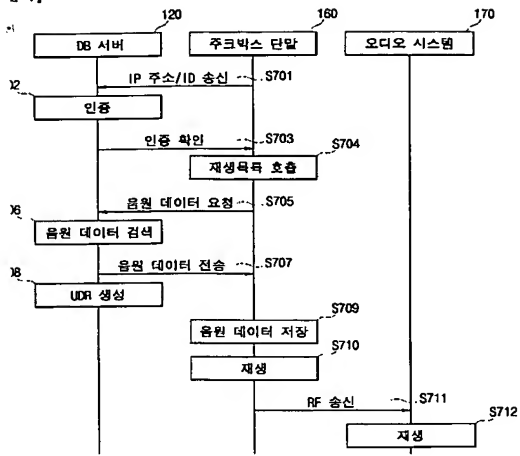 120
160
170
DB 서버
주크박스 단말
오디오 시스템
IP 주소/ID 송신
S701
02
인증
인증 확인
S703
S704
재생목록 호출
음원 데이터 요청
S705
06
음원 데이터 검색
음원 데이터 전송
S707
08
UDR 생성
S709
음원 데이터 저장
S710
재생
RF 송신
S711
S712
재생